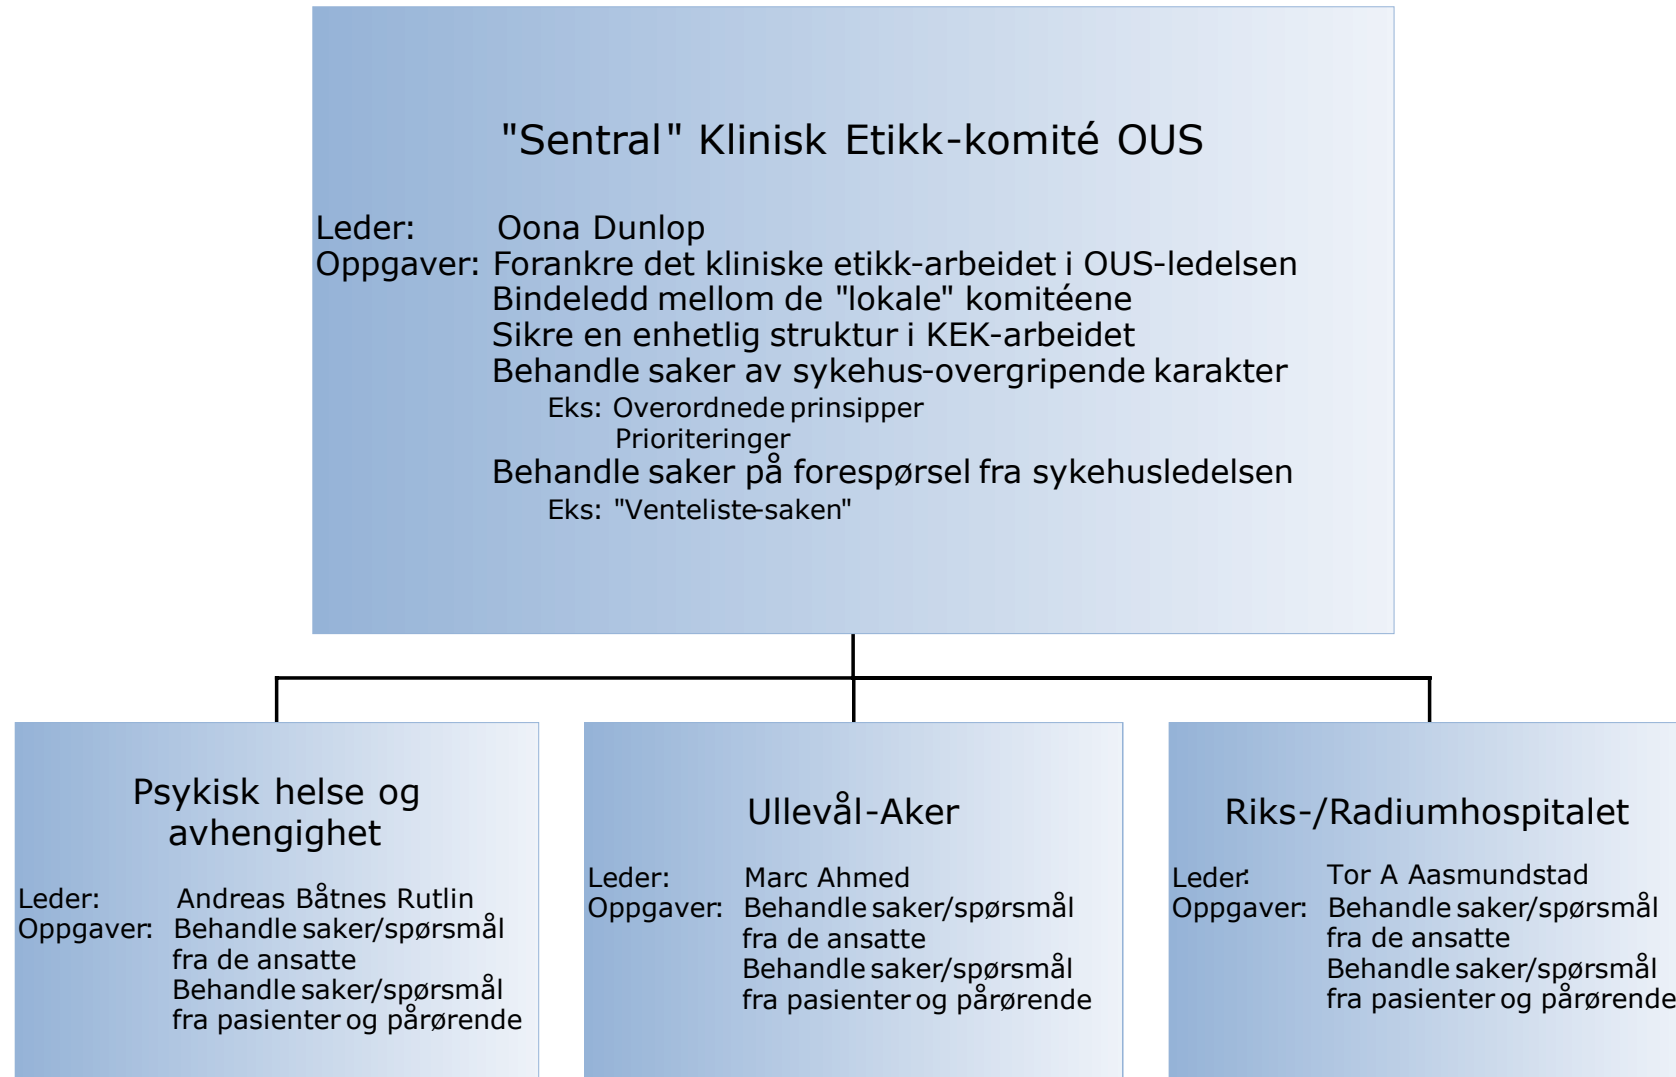 "Sentral" Klinisk Etikk-komité OUS
Leder: Oona Dunlop
Oppgaver: Forankre det kliniske etikk-arbeidet i OUS-ledelsen
Bindeledd mellom de "lokale" komitéene
Sikre en enhetlig struktur i KEK-arbeidet
Behandle saker av sykehus-overgripende karakter
Eks: Overordnede prinsipper
Prioriteringer
Behandle saker på forespørsel fra sykehusledelsen
Eks: "Venteliste-saken"
Psykisk helse og
avhengighet
Leder: Andreas Båtnes Rutlin
Oppgaver: Behandle saker/spørsmål
fra de ansatte
Behandle saker/spørsmål
fra pasienter og pårørende
Ullevål-Aker
Leder: Marc Ahmed
Oppgaver: Behandle saker/spørsmål
fra de ansatte
Behandle saker/spørsmål
fra pasienter og pårørende
Riks-/Radiumhospitalet
Leder: Tor A Aasmundstad
Oppgaver: Behandle saker/spørsmål
fra de ansatte
Behandle saker/spørsmål
fra pasienter og pårørende